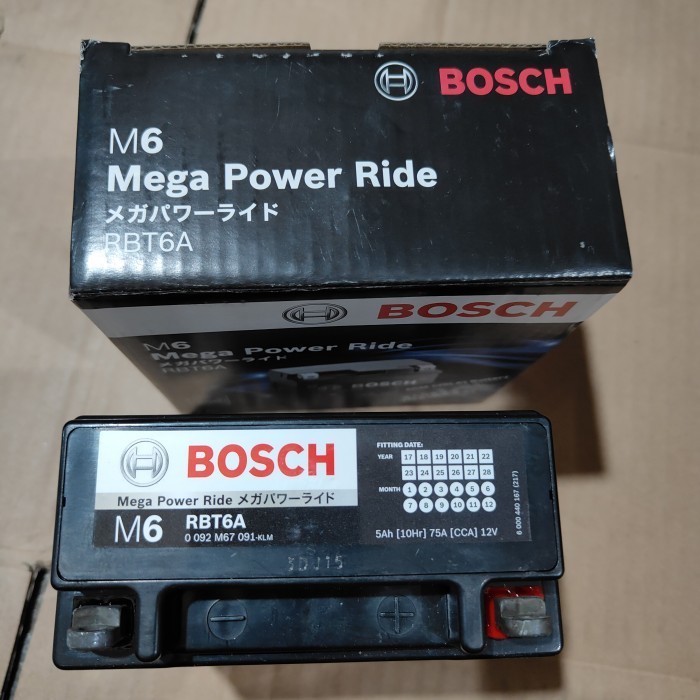 BOSCH
M6
Mega Power Ride
メガパワーライド
RBT6A
BOSCH
M6
Mega Power Ride
メガパワーライド
RBT6A
BOSCH
BOSCH
Mega Power Ride メガパワーライド
M6 RBT6A
0 092 M67 091-KLM
FITTING DATE:
YEAR 17 18 19 20 21 22
23 24 25 26 27 28
MONTH 1 2 3 4 5 6
7 8 9 10 11 12
5Ah [10Hr] 75A [CCA] 12V
6 000 440 167 (217)